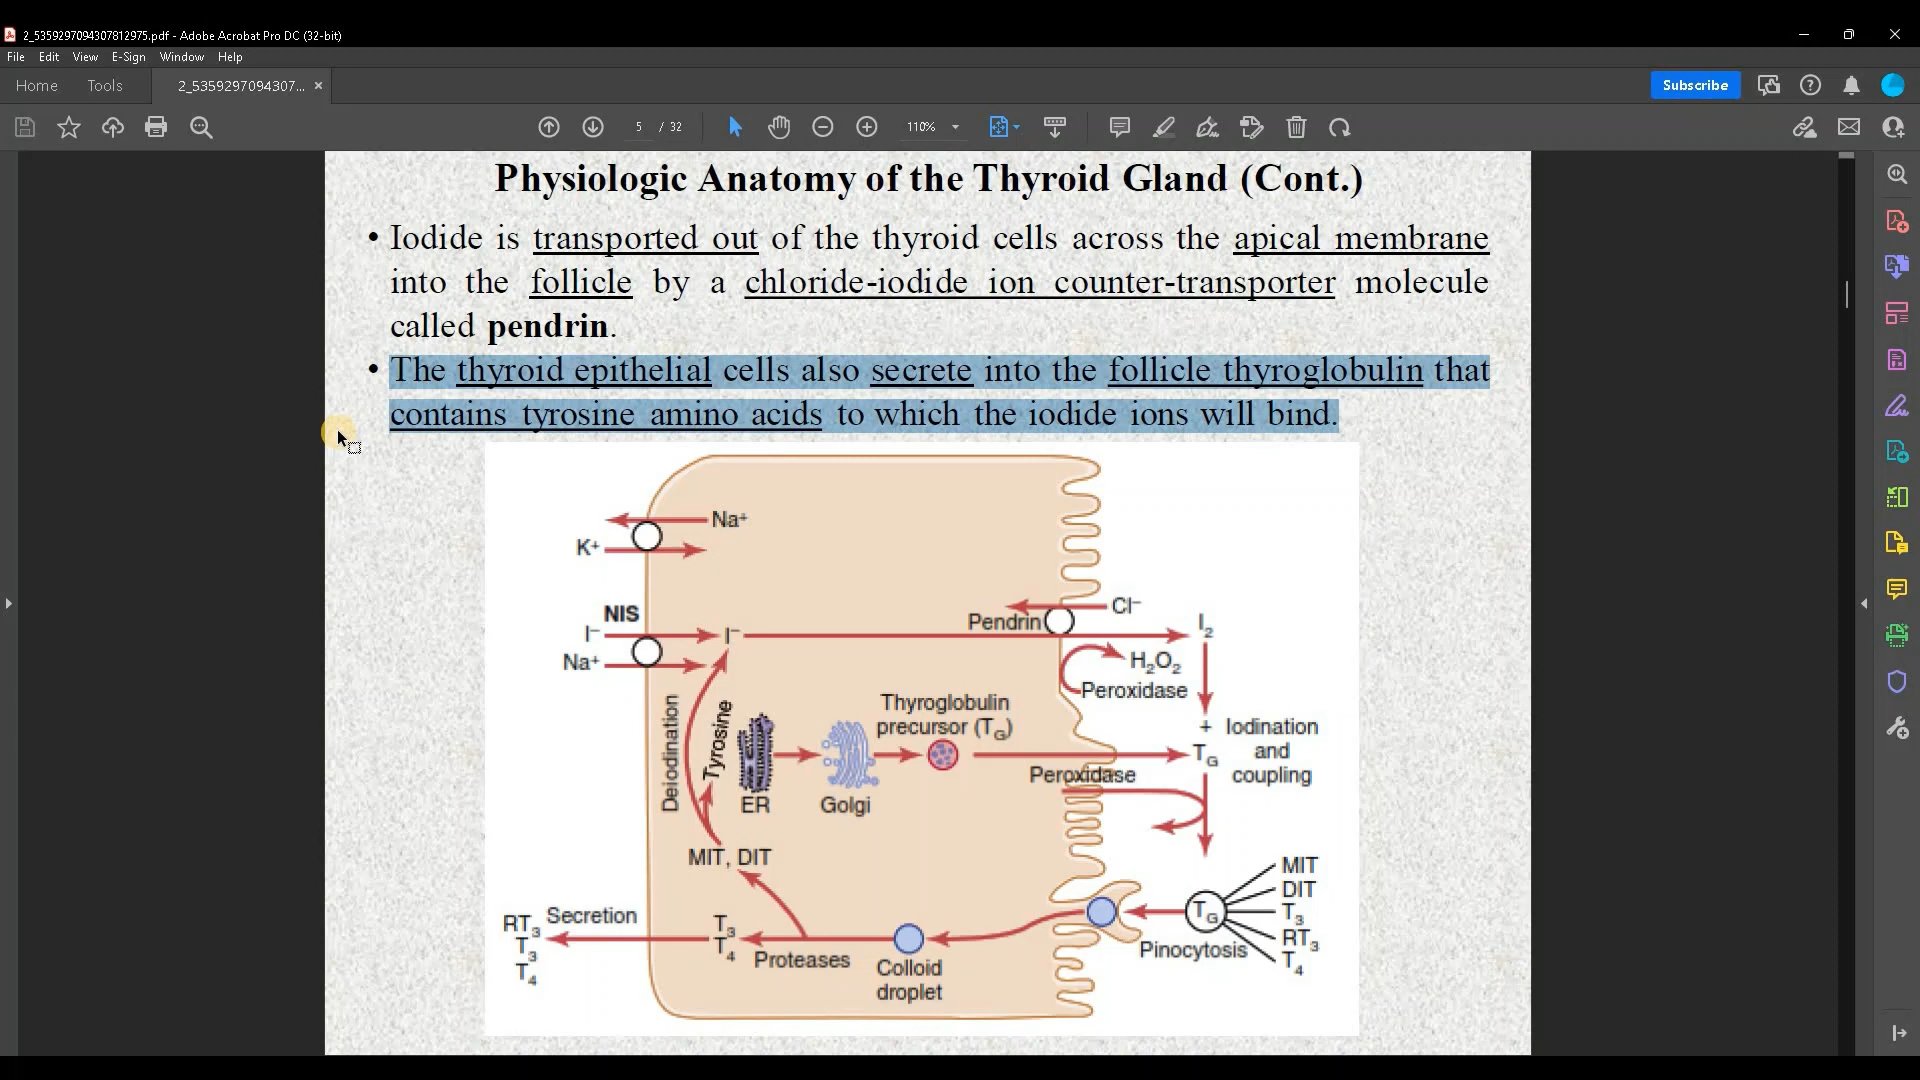 2_5359297094307812975.pdf - Adobe Acrobat Pro DC (32-bit)
File Edit View E-Sign Window Help
Home Tools 2_5359297094307... ×
Subscribe
5 / 32
110%
Physiologic Anatomy of the Thyroid Gland (Cont.)
• Iodide is transported out of the thyroid cells across the apical membrane
into the follicle by a chloride-iodide ion counter-transporter molecule
called pendrin.
• The thyroid epithelial cells also secrete into the follicle thyroglobulin that
contains tyrosine amino acids to which the iodide ions will bind.
Na⁺
K⁺
NIS
I⁻
I⁻
Na⁺
Pendrin
Cl⁻
I₂
H₂O₂
Peroxidase
Deiodination
Tyrosine
ER
Golgi
Thyroglobulin
precursor (T_G)
+ Iodination
and
coupling
T_G
Peroxidase
MIT, DIT
RT₃
T₃
T₄
Secretion
T₃
T₄
Proteases
Colloid
droplet
Pinocytosis
T_G
MIT
DIT
T₃
RT₃
T₄